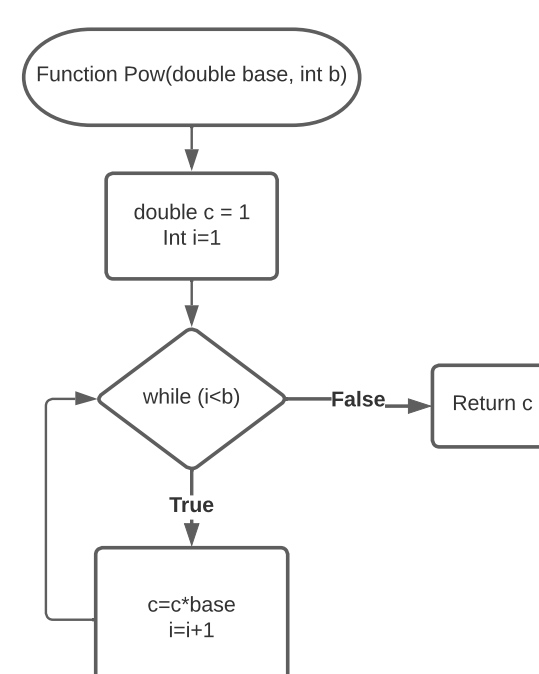 Function Pow(double base, int b)
double c = 1
Int i=1
while (i<b)
False
Return c
True
c=c*base
i=i+1